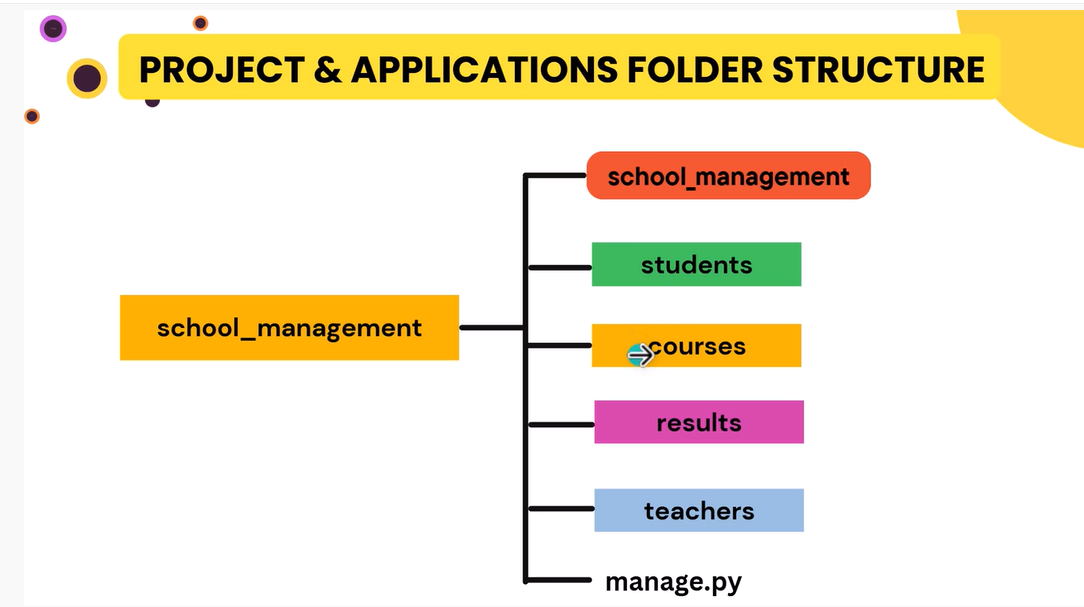 PROJECT & APPLICATIONS FOLDER STRUCTURE
school_management
school_management
students
courses
results
teachers
manage.py